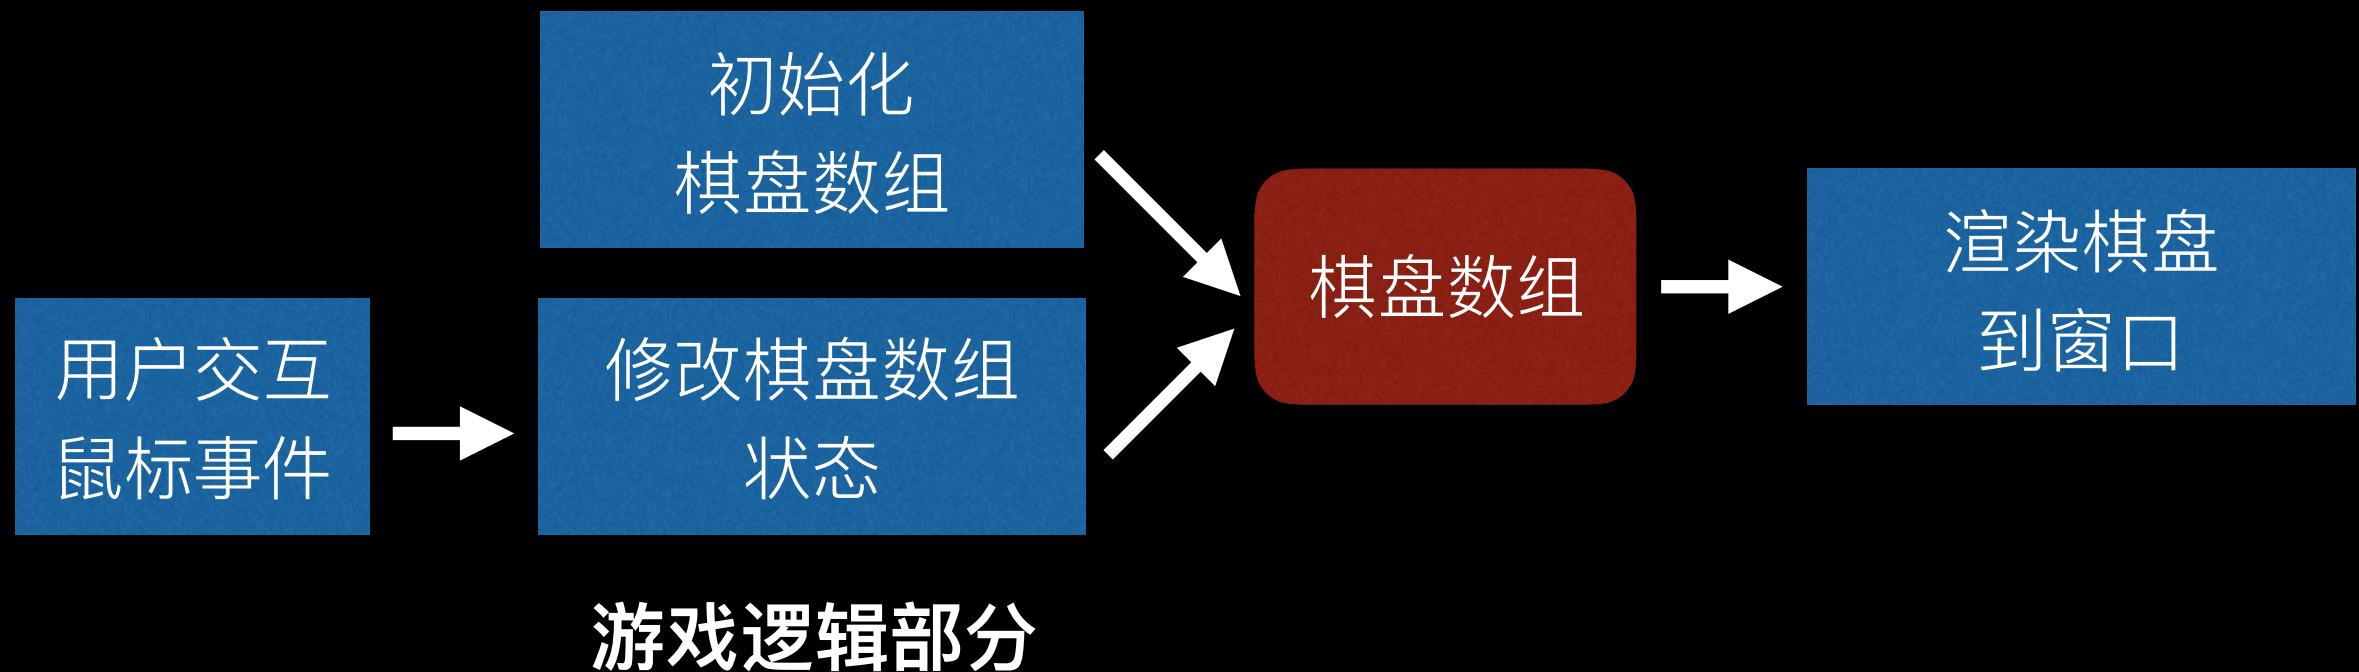 初始化
棋盘数组
用户交互
鼠标事件
修改棋盘数组
状态
棋盘数组
渲染棋盘
到窗口
游戏逻辑部分